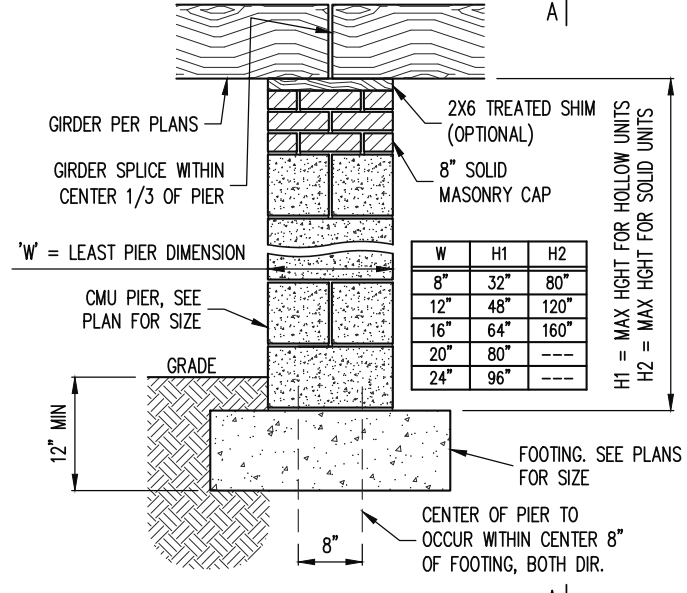 A
GIRDER PER PLANS
2X6 TREATED SHIM
(OPTIONAL)
GIRDER SPLICE WITHIN
CENTER 1/3 OF PIER
8" SOLID
MASONRY CAP
'W' = LEAST PIER DIMENSION
W H1 H2
8" 32" 80"
12" 48" 120"
16" 64" 160"
20" 80" ---
24" 96" ---
H1 = MAX HGHT FOR HOLLOW UNITS
H2 = MAX HGHT FOR SOLID UNITS
CMU PIER, SEE
PLAN FOR SIZE
GRADE
12" MIN
FOOTING. SEE PLANS
FOR SIZE
8"
CENTER OF PIER TO
OCCUR WITHIN CENTER 8"
OF FOOTING, BOTH DIR.